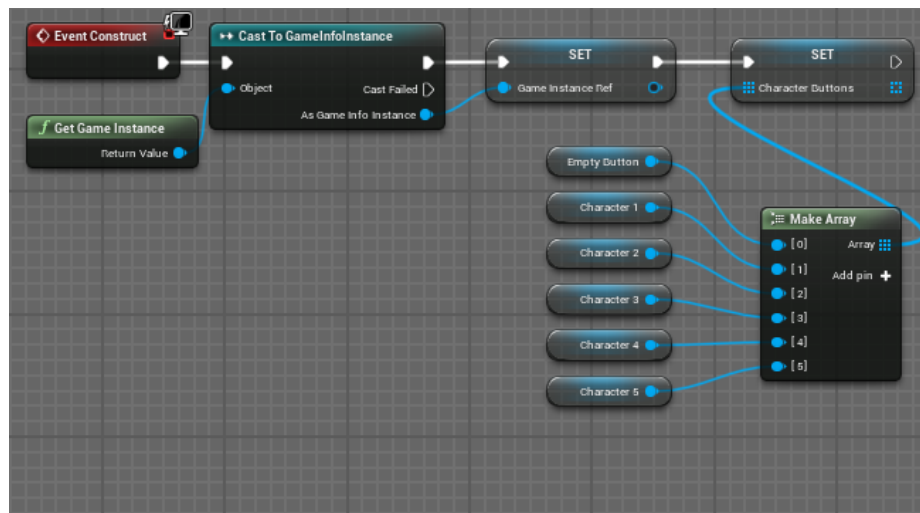 Event Construct
Cast To GameInfoInstance
Object
Cast Failed
As Game Info Instance
f Get Game Instance
Return Value
SET
Game Instance Ref
SET
Character Buttons
Empty Button
Character 1
Character 2
Character 3
Character 4
Character 5
Make Array
[0]
Array
[1]
Add pin +
[2]
[3]
[4]
[5]